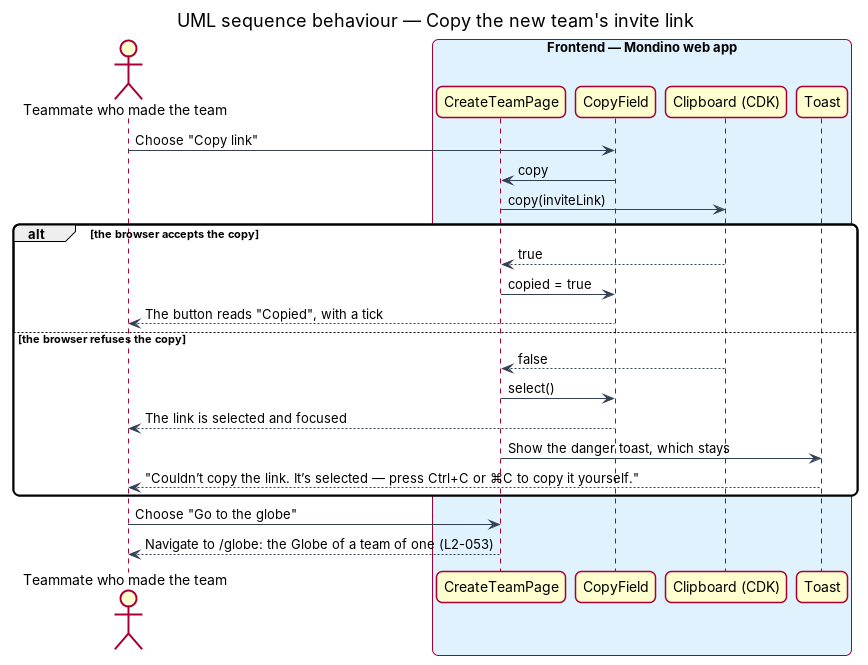 UML sequence behaviour — Copy the new team's invite link
Frontend — Mondino web app
Teammate who made the team
CreateTeamPage
CopyField
Clipboard (CDK)
Toast
Choose "Copy link"
copy
copy(inviteLink)
alt
[the browser accepts the copy]
true
copied = true
The button reads "Copied", with a tick
[the browser refuses the copy]
false
select()
The link is selected and focused
Show the danger toast, which stays
"Couldn't copy the link. It's selected — press Ctrl+C or ⌘C to copy it yourself."
Choose "Go to the globe"
Navigate to /globe: the Globe of a team of one (L2-053)
Teammate who made the team
CreateTeamPage
CopyField
Clipboard (CDK)
Toast